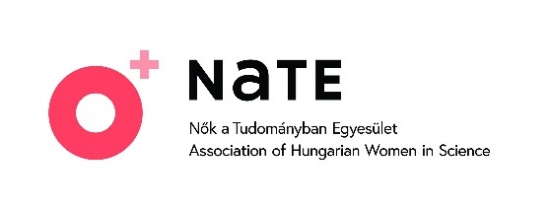 NaTE
Nők a Tudományban Egyesület
Association of Hungarian Women in Science